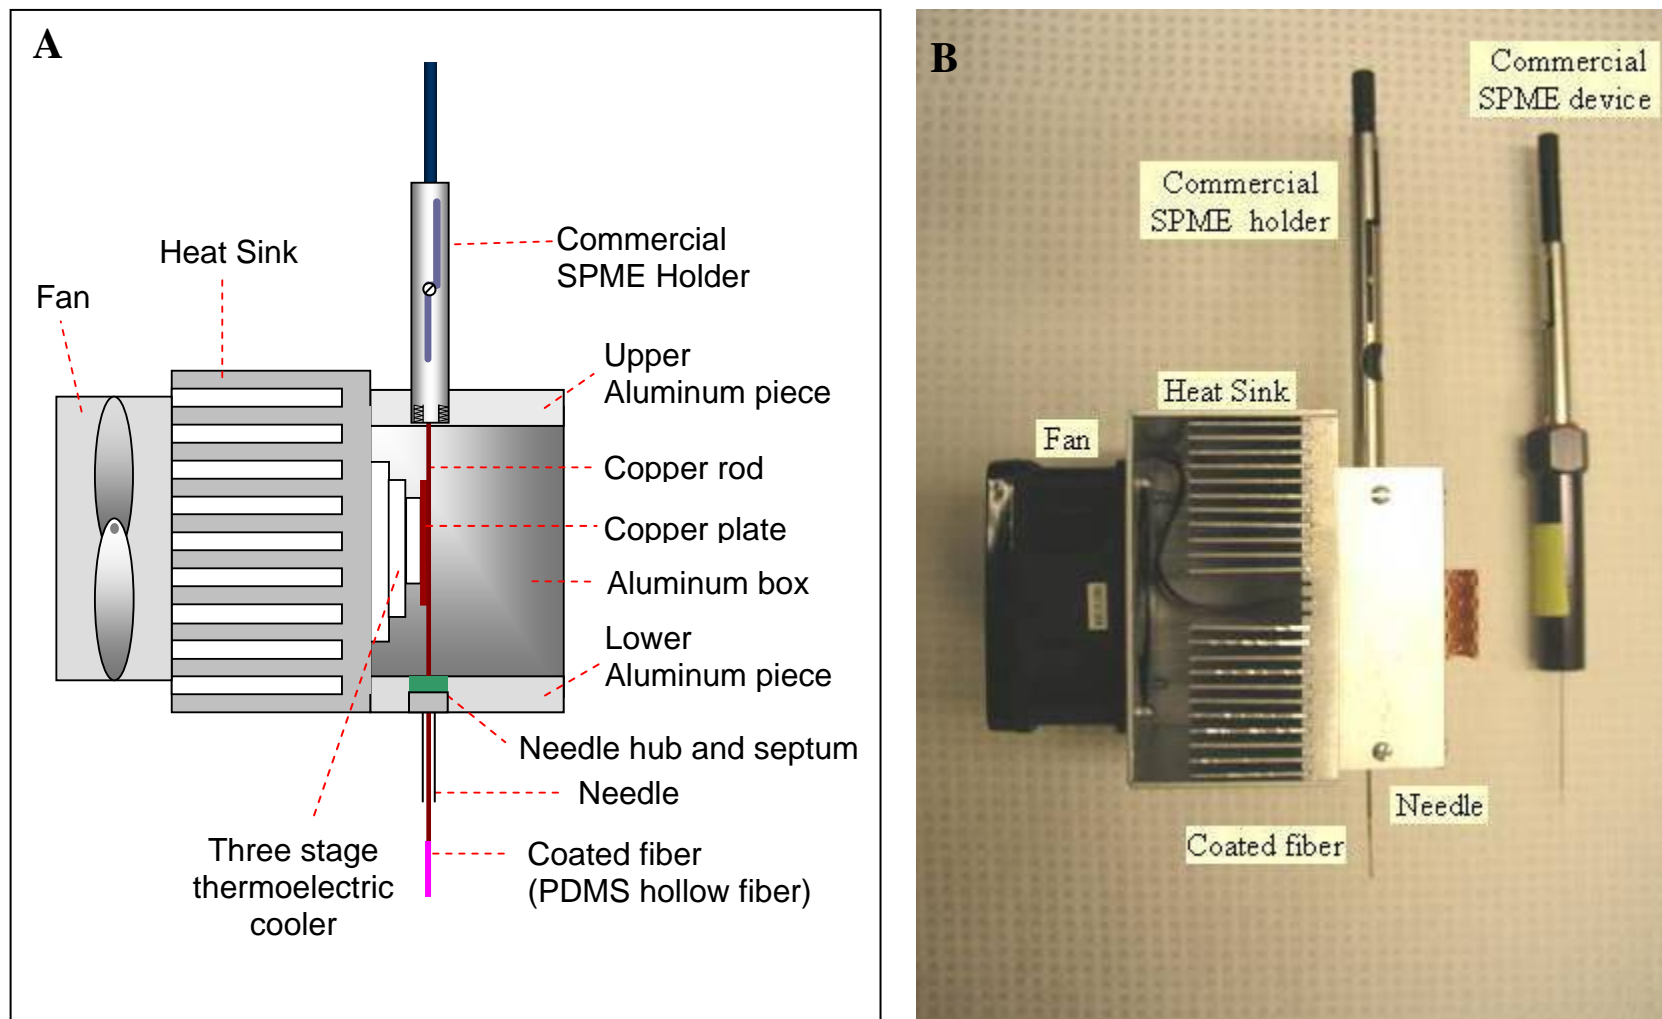 A
Heat Sink
Fan
Commercial
SPME Holder
Upper
Aluminum piece
Copper rod
Copper plate
Aluminum box
Lower
Aluminum piece
Needle hub and septum
Needle
Three stage
thermoelectric
cooler
Coated fiber
(PDMS hollow fiber)
B
Commercial
SPME device
Commercial
SPME holder
Heat Sink
Fan
Needle
Coated fiber